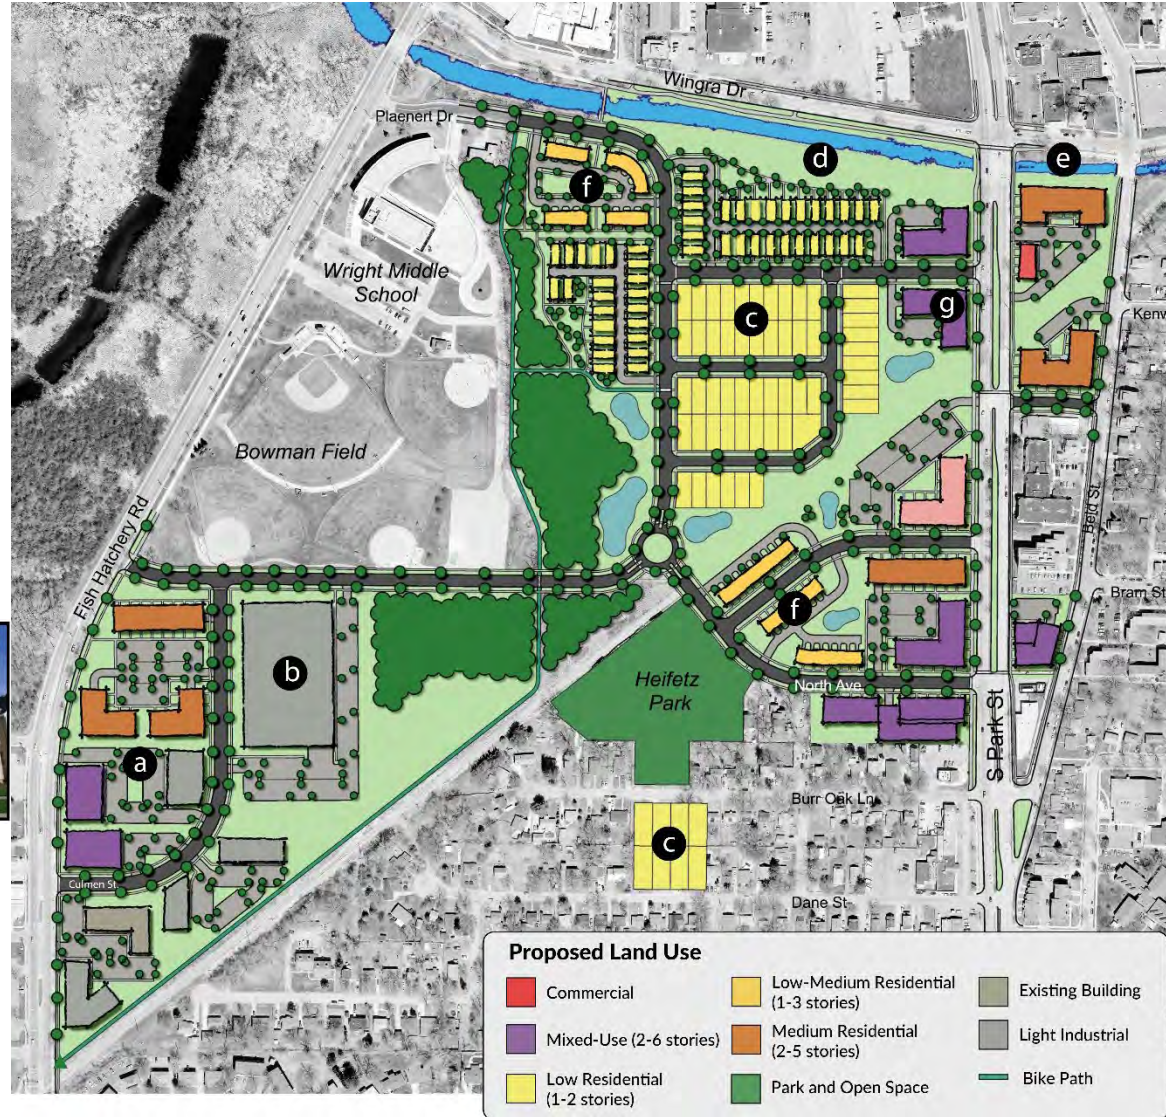 Wingra Dr
Plaenert Dr
d
e
f
Wright Middle
School
c
g
Bowman Field
Fish Hatchery Rd
Reid St
Bram St
f
b
Heifetz
Park
North Ave
S Park St
a
Burr Oak Ln
c
Culmen St.
Dane St
Proposed Land Use
Commercial
Mixed-Use (2-6 stories)
Low Residential
(1-2 stories)
Low-Medium Residential
(1-3 stories)
Medium Residential
(2-5 stories)
Park and Open Space
Existing Building
Light Industrial
Bike Path